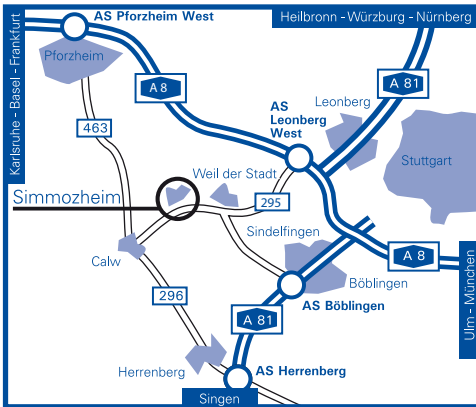 AS Pforzheim West
Heilbronn - Würzburg - Nürnberg
Karlsruhe - Basel - Frankfurt
Pforzheim
A 8
A 81
AS
Leonberg
West
Leonberg
463
Stuttgart
Weil der Stadt
Simmozheim
295
Sindelfingen
Calw
A 8
Ulm - München
296
Böblingen
AS Böblingen
A 81
Herrenberg
AS Herrenberg
Singen